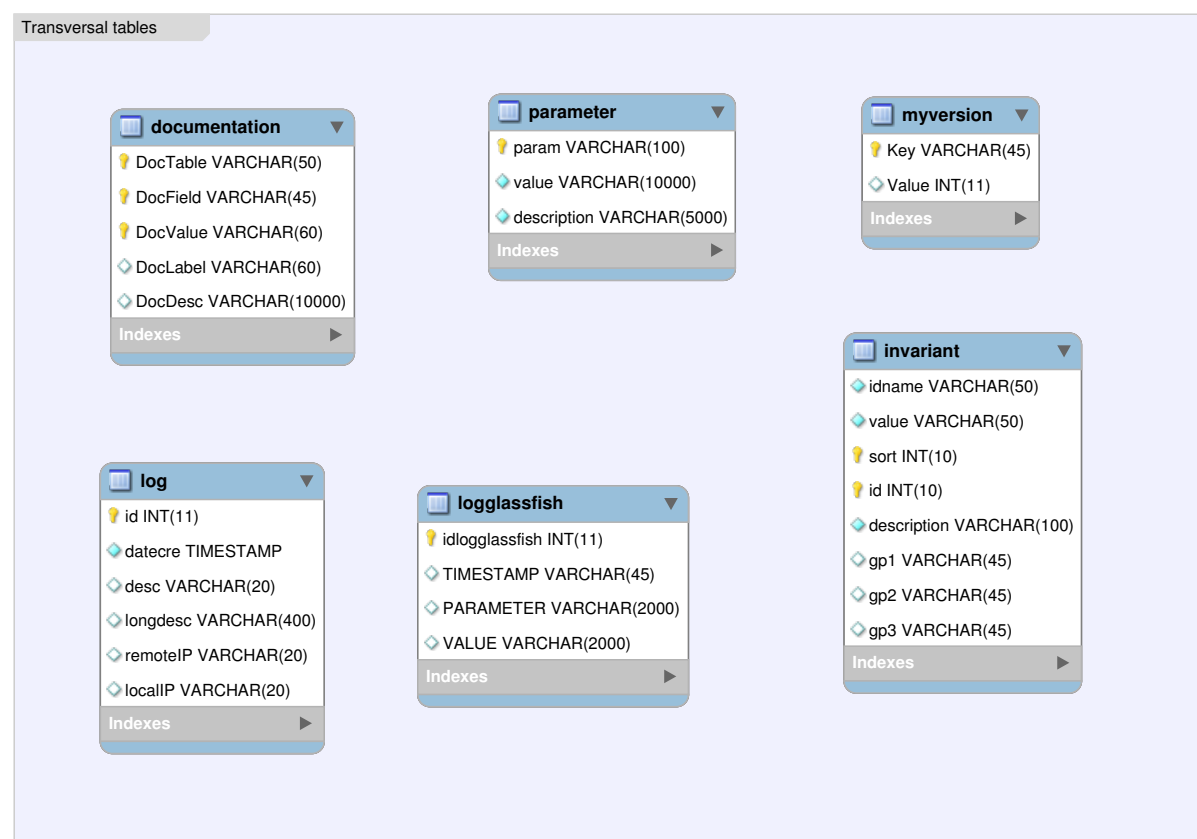 Transversal tables
documentation
DocTable VARCHAR(50)
DocField VARCHAR(45)
DocValue VARCHAR(60)
DocLabel VARCHAR(60)
DocDesc VARCHAR(10000)
Indexes
parameter
param VARCHAR(100)
value VARCHAR(10000)
description VARCHAR(5000)
Indexes
myversion
Key VARCHAR(45)
Value INT(11)
Indexes
invariant
idname VARCHAR(50)
value VARCHAR(50)
sort INT(10)
id INT(10)
description VARCHAR(100)
gp1 VARCHAR(45)
gp2 VARCHAR(45)
gp3 VARCHAR(45)
Indexes
log
id INT(11)
datecre TIMESTAMP
desc VARCHAR(20)
longdesc VARCHAR(400)
remoteIP VARCHAR(20)
localIP VARCHAR(20)
Indexes
logglassfish
idlogglassfish INT(11)
TIMESTAMP VARCHAR(45)
PARAMETER VARCHAR(2000)
VALUE VARCHAR(2000)
Indexes